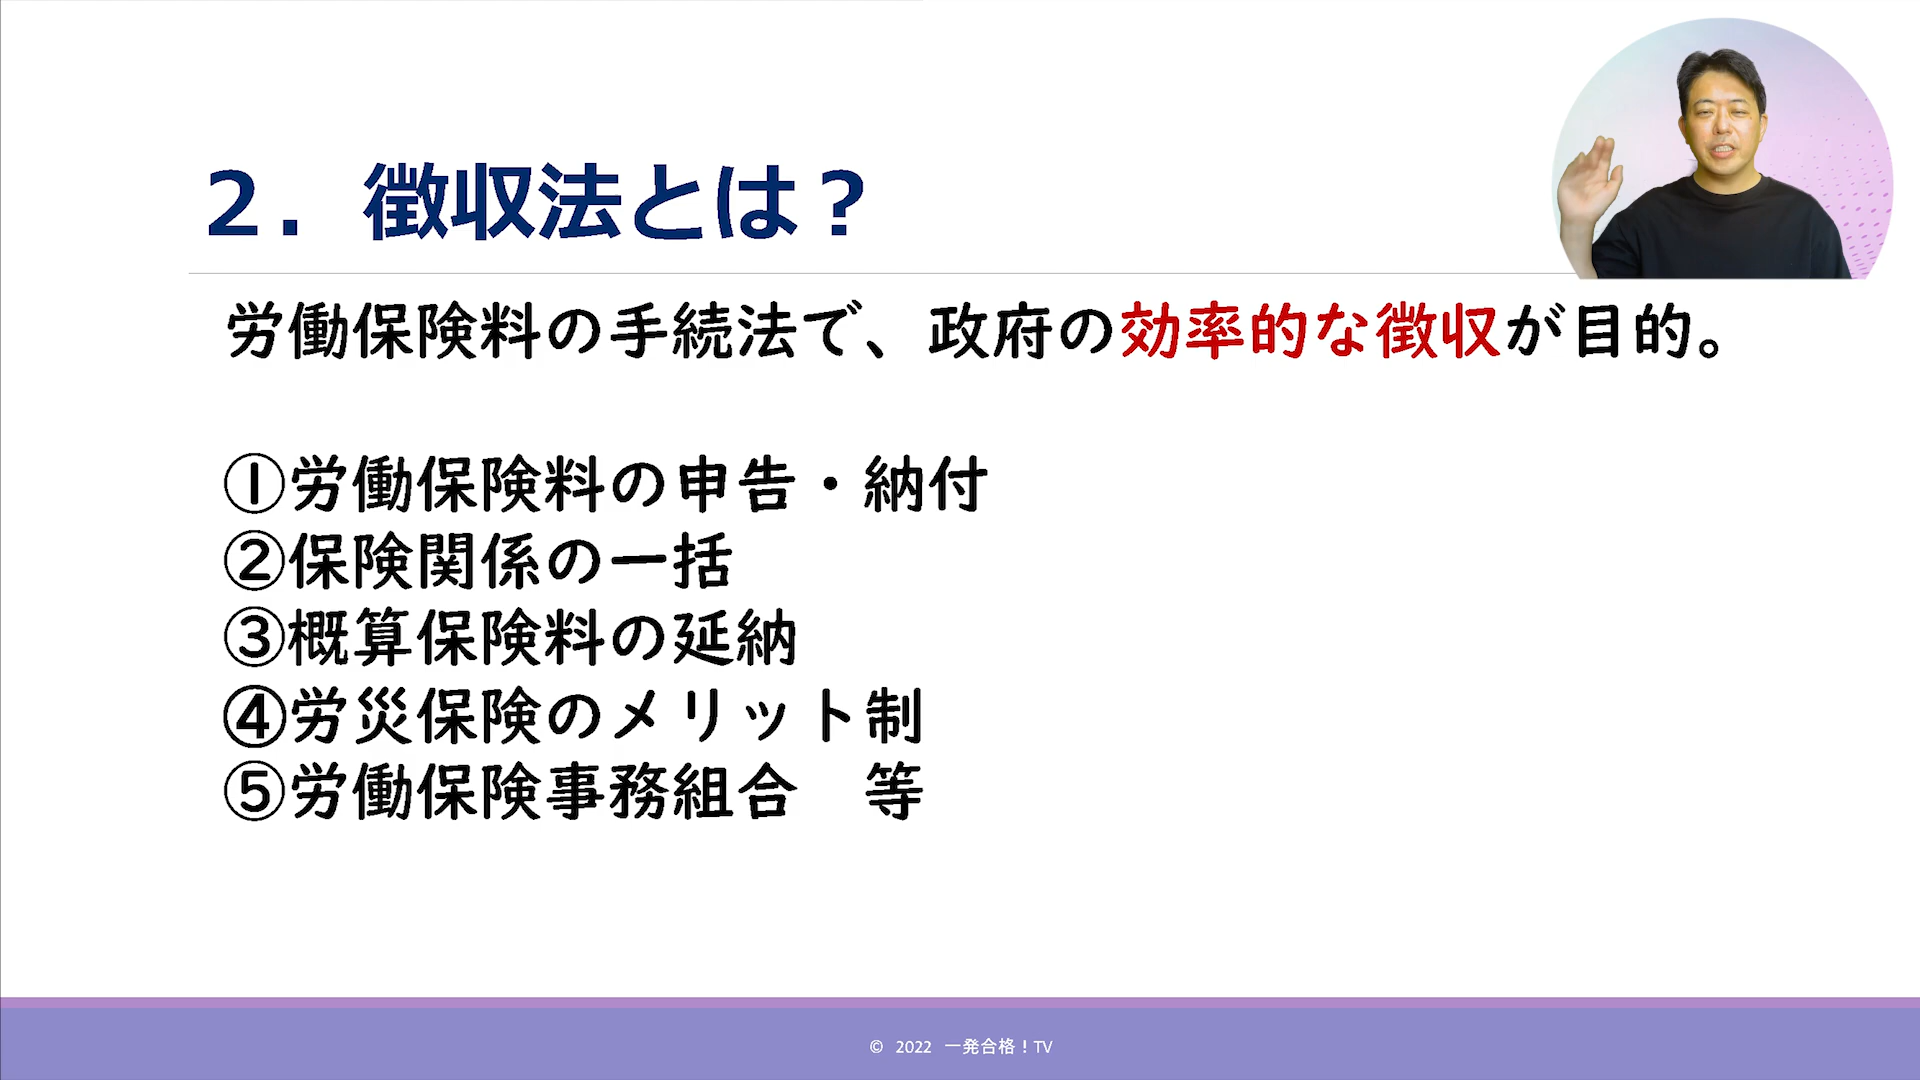 ２．徴収法とは？
労働保険料の手続法で、政府の効率的な徴収が目的。
①労働保険料の申告・納付
②保険関係の一括
③概算保険料の延納
④労災保険のメリット制
⑤労働保険事務組合　等
© 2022 一発合格！TV